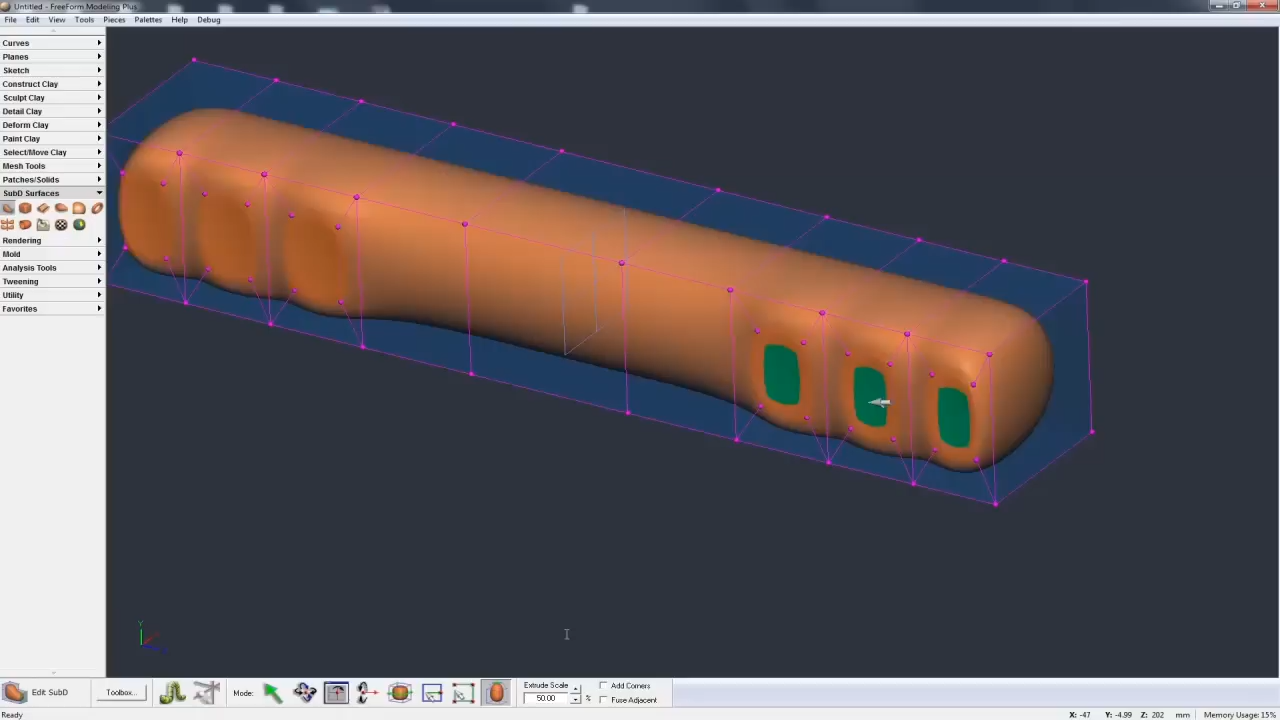 Untitled - FreeForm Modeling Plus
File Edit View Tools Pieces Palettes Help Debug
Curves
Planes
Sketch
Construct Clay
Sculpt Clay
Detail Clay
Deform Clay
Paint Clay
Select/Move Clay
Mesh Tools
Patches/Solids
SubD Surfaces
Rendering
Mold
Analysis Tools
Tweening
Utility
Favorites
Y
Edit SubD Toolbox... Mode: Extrude Scale 50.00 % Add Corners
Fuse Adjacent
Ready X: -47 Y: -4.99 Z: 202 mm Memory Usage: 15%